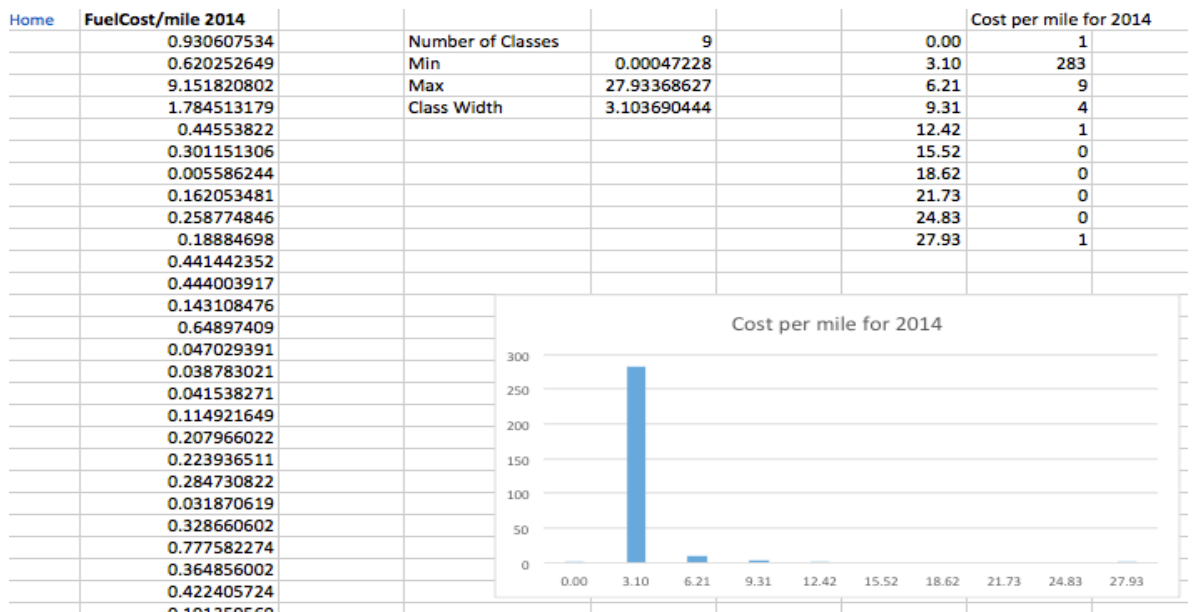 Home FuelCost/mile 2014 Cost per mile for 2014
0.930607534 Number of Classes 9 0.00 1
0.620252649 Min 0.00047228 3.10 283
9.151820802 Max 27.93368627 6.21 9
1.784513179 Class Width 3.103690444 9.31 4
0.44553822 12.42 1
0.301151306 15.52 0
0.005586244 18.62 0
0.162053481 21.73 0
0.258774846 24.83 0
0.18884698 27.93 1
0.441442352
0.444003917
0.143108476
0.64897409
0.047029391
0.038783021
0.041538271
0.114921649
0.207966022
0.223936511
0.284730822
0.031870619
0.328660602
0.777582274
0.364856002
0.422405724
Cost per mile for 2014
300
250
200
150
100
50
0
0.00 3.10 6.21 9.31 12.42 15.52 18.62 21.73 24.83 27.93